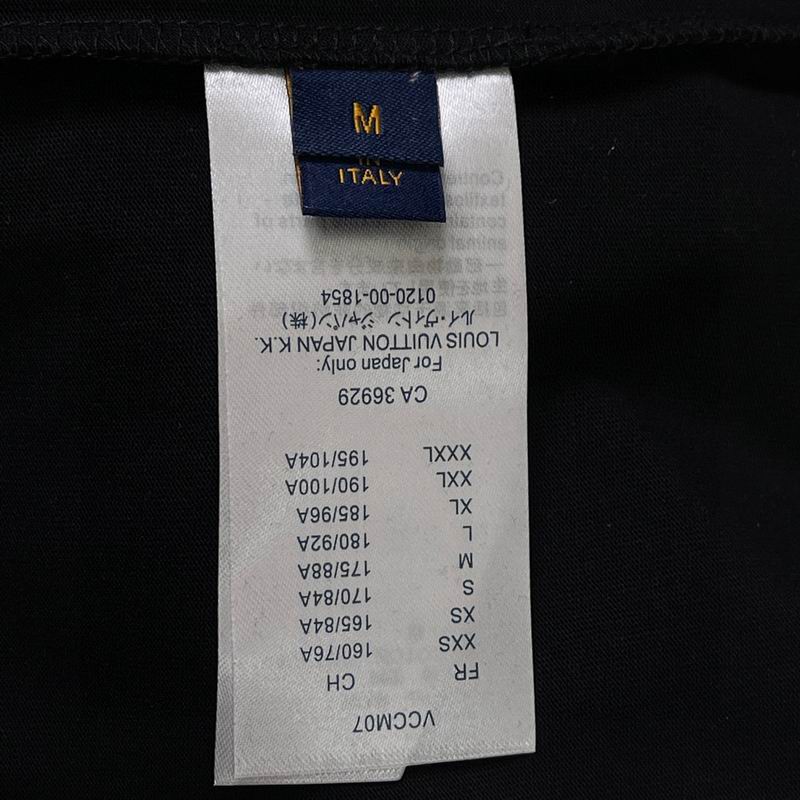 M
IN
ITALY
VCCM07
FR CH
XXS 160/76A
XS 165/84A
S 170/84A
M 175/88A
L 180/92A
XL 185/96A
XXL 190/100A
XXXL 195/104A
CA 36929
For Japan only:
LOUIS VUITTON JAPAN K.K.
ルイ・ヴィトン ジャパン(株)
0120-00-1854